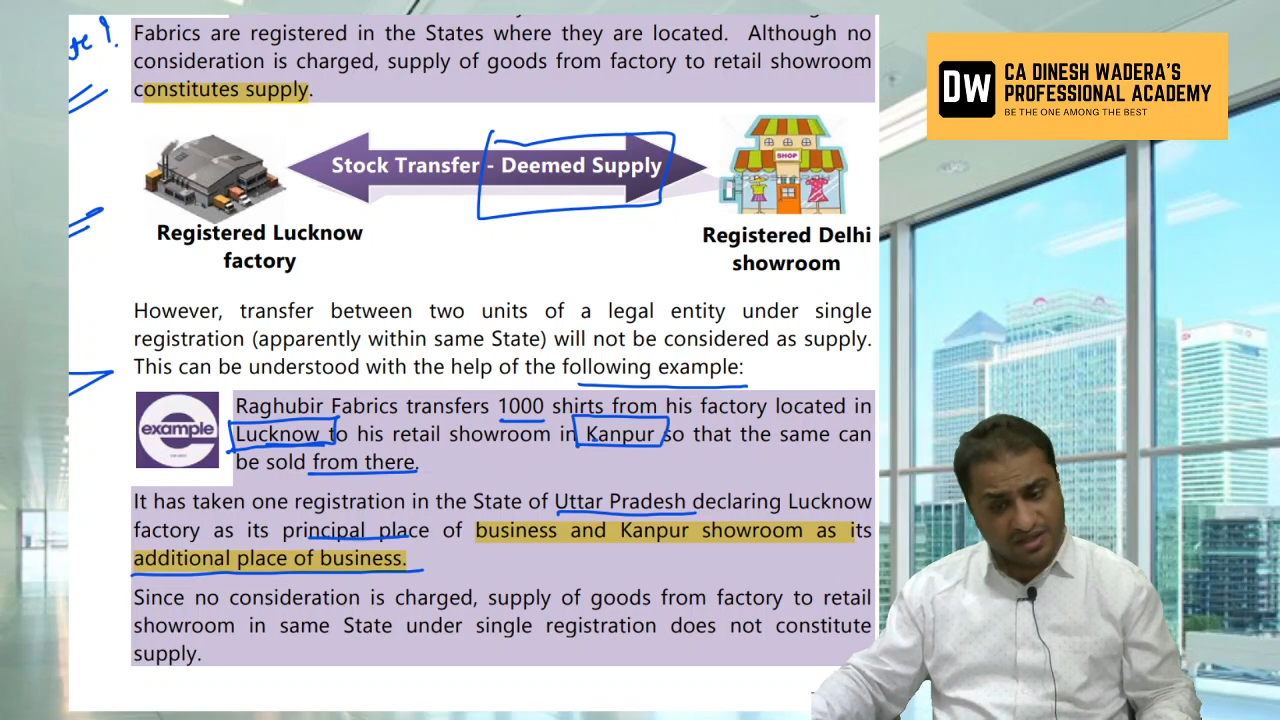 te ?
Fabrics are registered in the States where they are located. Although no
consideration is charged, supply of goods from factory to retail showroom
constitutes supply.
Stock Transfer - Deemed Supply
SHOP
Registered Lucknow
factory
Registered Delhi
showroom
However, transfer between two units of a legal entity under single
registration (apparently within same State) will not be considered as supply.
This can be understood with the help of the following example:
example
Raghubir Fabrics transfers 1000 shirts from his factory located in
Lucknow to his retail showroom in Kanpur so that the same can
be sold from there.
It has taken one registration in the State of Uttar Pradesh declaring Lucknow
factory as its principal place of business and Kanpur showroom as its
additional place of business.
Since no consideration is charged, supply of goods from factory to retail
showroom in same State under single registration does not constitute
supply.
DW
CA DINESH WADERA'S
PROFESSIONAL ACADEMY
BE THE ONE AMONG THE BEST